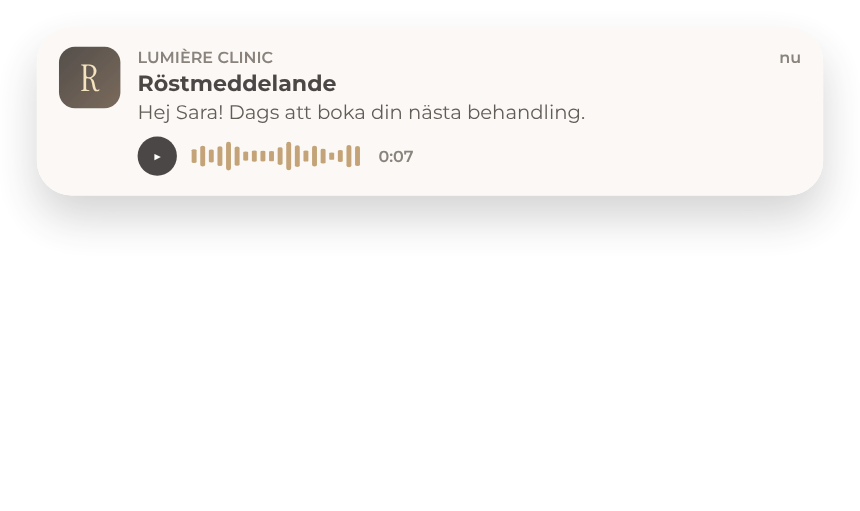 R
LUMIÈRE CLINIC
nu
Röstmeddelande
Hej Sara! Dags att boka din nästa behandling.
0:07